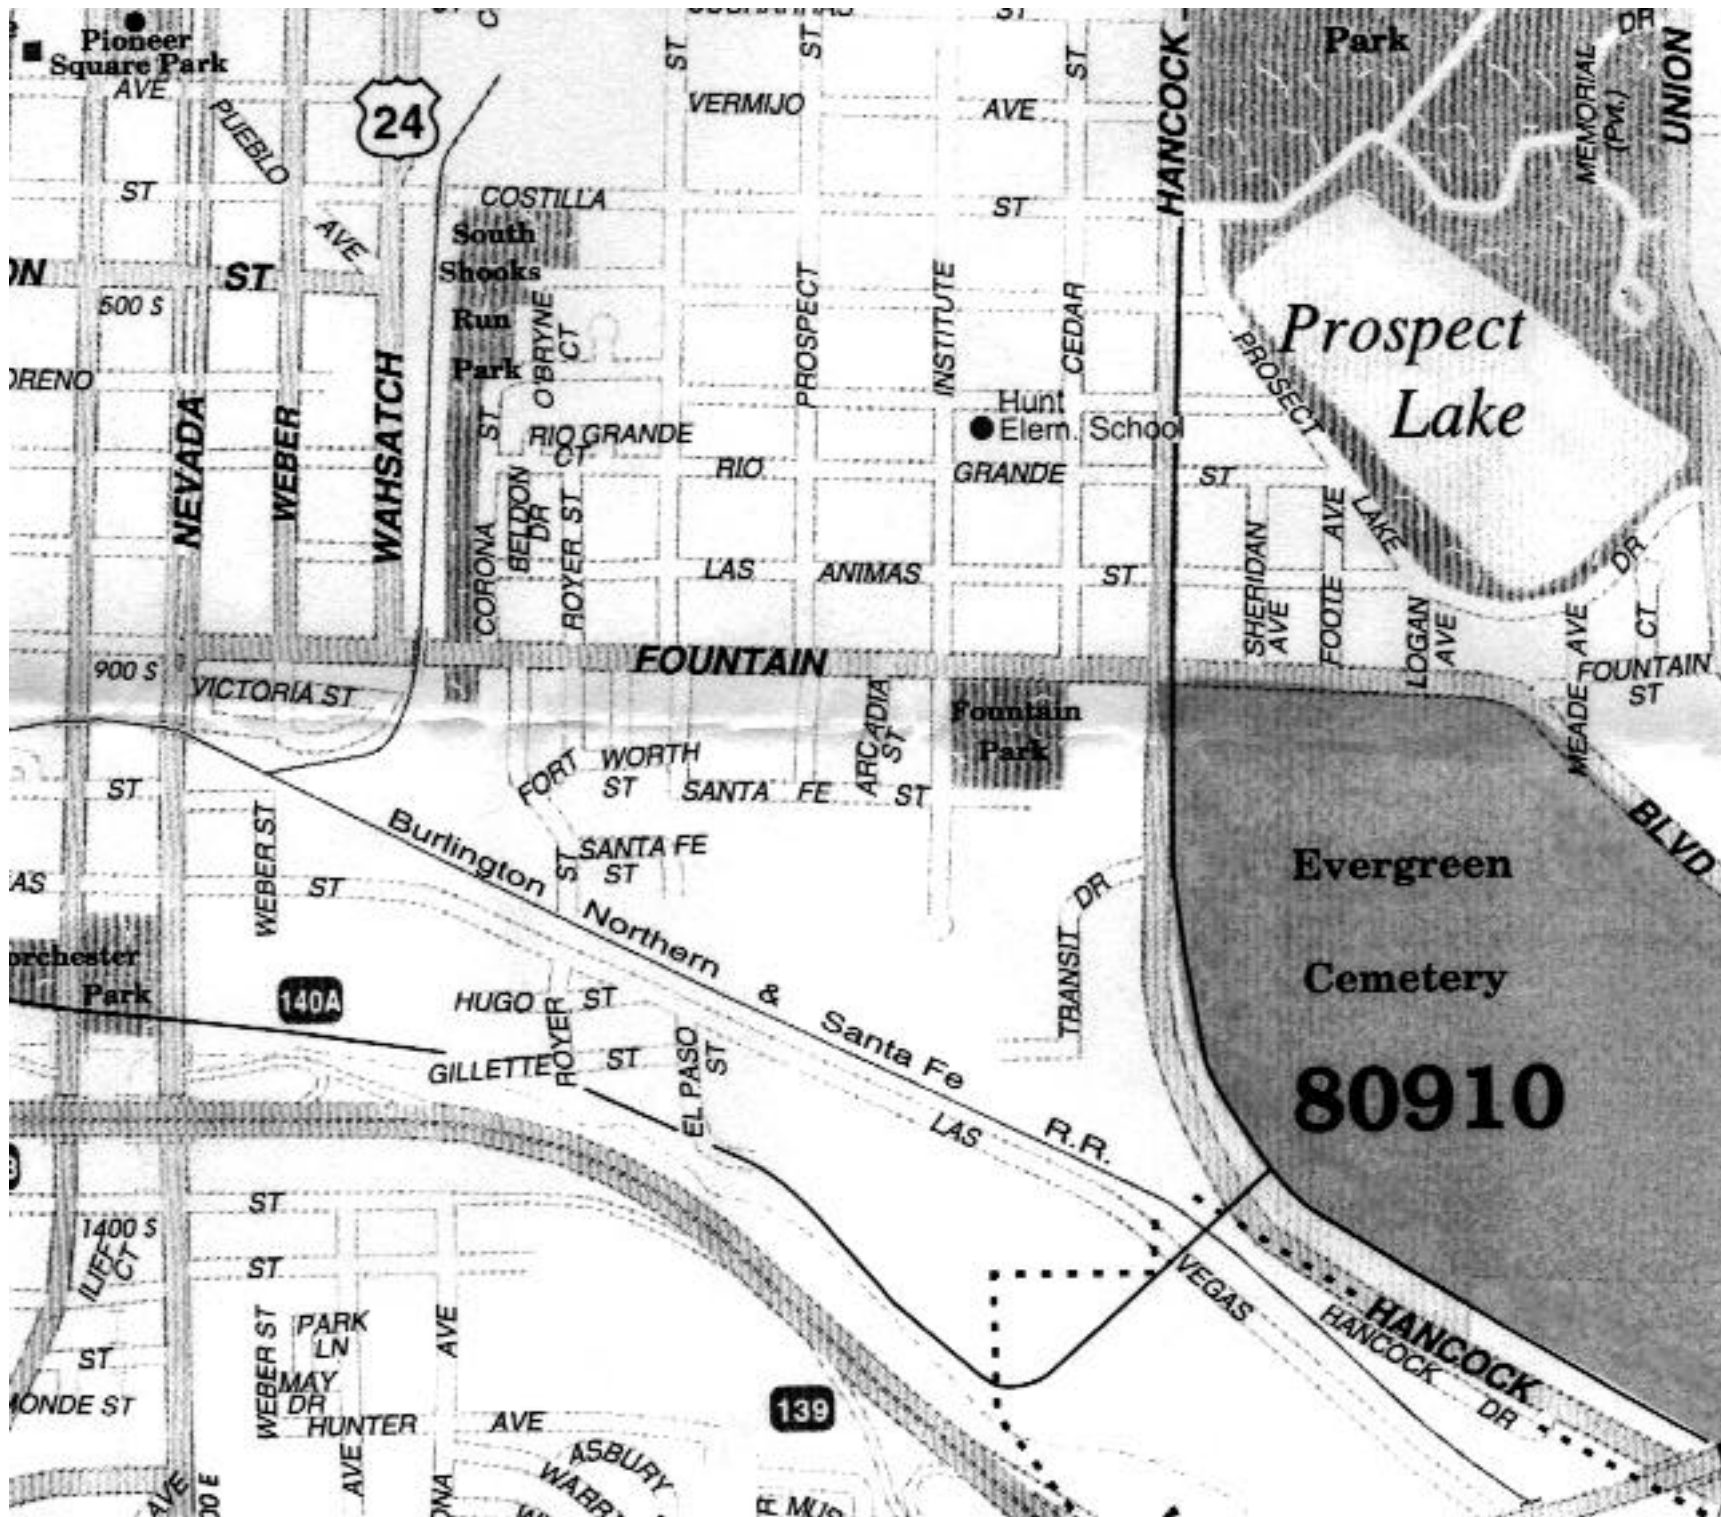 Pioneer
Square Park
AVE
PUEBLO
AVE
24
ST
COSTILLA
ST
ST
ST
ST
VERMIJO
AVE
HANCOCK
Park
MEMORIAL
(Pvt.)
DR
UNION
South
Shooks
Run
Park
ST
500 S
NEVADA
WEBER
WAHSATCH
O'BRYNE
CT
PROSPECT
INSTITUTE
CEDAR
Hunt
Elem. School
PROSECT
LAKE
DR
Prospect
Lake
ST
RIO GRANDE
CT
RIO
GRANDE
ST
CORONA
BELDON
DR
ROYER ST
LAS
ANIMAS
ST
SHERIDAN
AVE
FOOTE
AVE
LOGAN
AVE
MEADE
AVE
CT
FOUNTAIN
ST
900 S
VICTORIA ST
FOUNTAIN
BLVD
ARCADIA
ST
Fountain
Park
FORT
WORTH
ST
SANTA FE
ST
ST
WEBER ST
SANTA FE
ST
ST
ST
Burlington
Northern
&
Santa Fe
R.R.
TRANSIT
DR
Evergreen
Cemetery
80910
Park
140A
HUGO
ST
GILLETTE
ST
ROYER
EL PASO
ST
LAS
VEGAS
ST
1400 S
ILIFF
CT
ST
ST
WEBER ST
PARK
LN
MAY
DR
HUNTER
AVE
AVE
AVE
139
HANCOCK
HANCOCK
DR
ASBURY
AVE